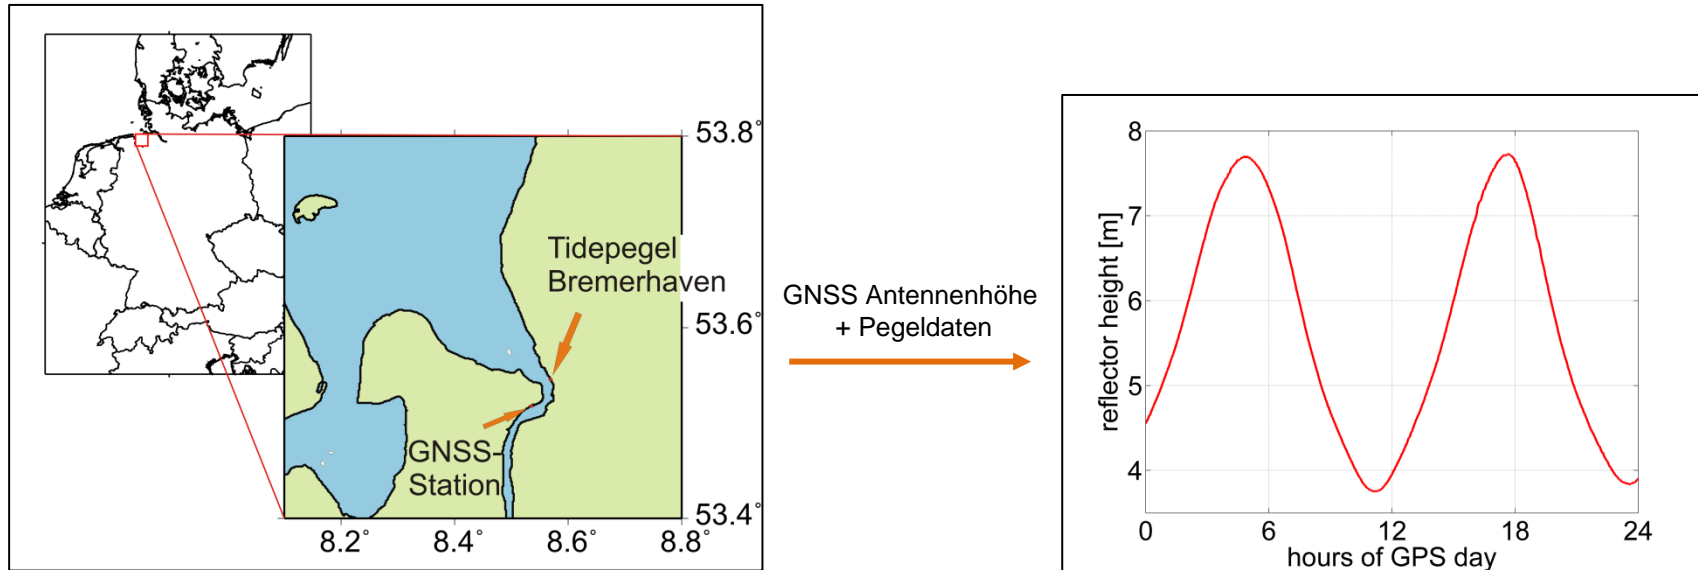 53.8°
Tidepegel
Bremerhaven
53.6°
GNSS-
Station
53.4°
8.2° 8.4° 8.6° 8.8°
GNSS Antennenhöhe
+ Pegeldaten
8
7
6
5
4
reflector height [m]
0 6 12 18 24
hours of GPS day